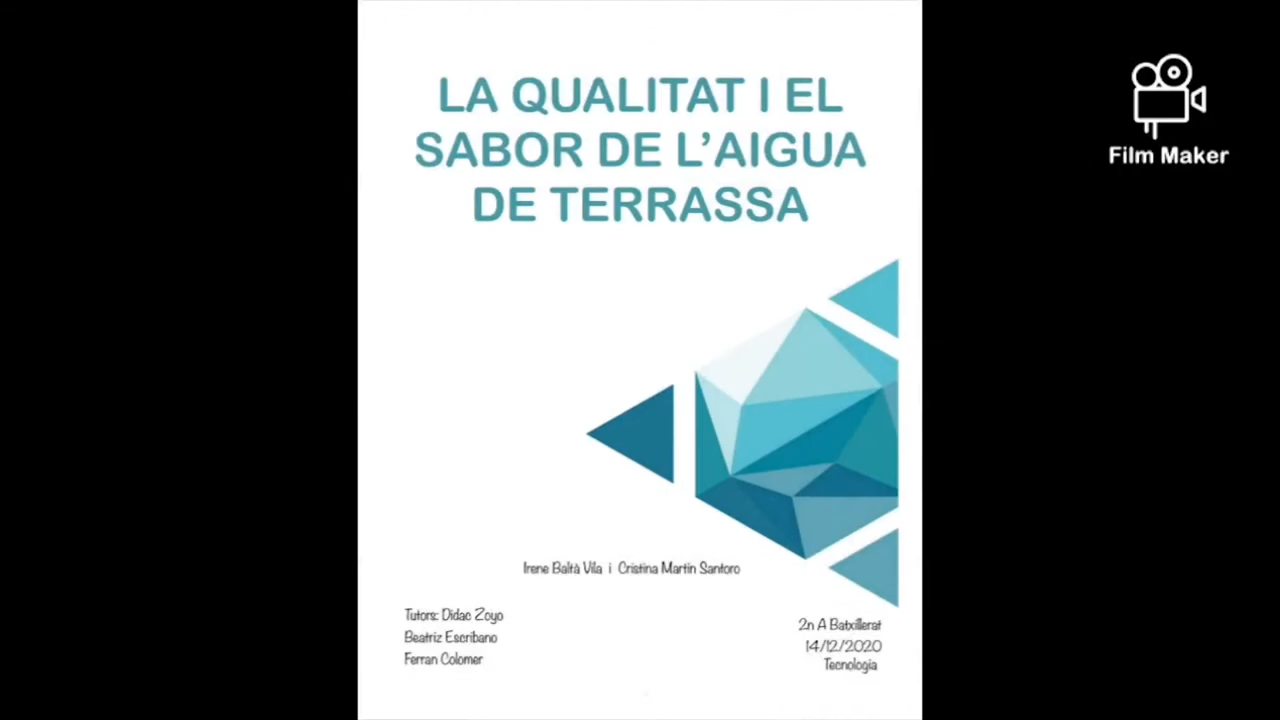 LA QUALITAT I EL
SABOR DE L'AIGUA
DE TERRASSA
Film Maker
Irene Baltà Vila i Cristina Martín Santoro
Tutors: Didac Zoyo
Beatriz Escribano
Ferran Colomer
2n A Batxillerat
14/12/2020
Tecnologia